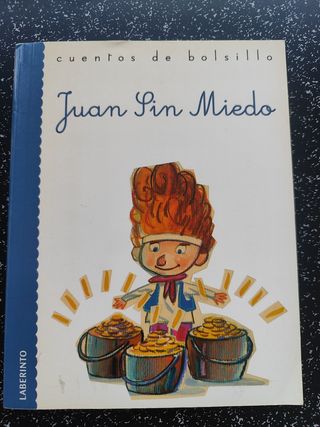 cuentos de bolsillo
Juan Sin Miedo
LABERINTO